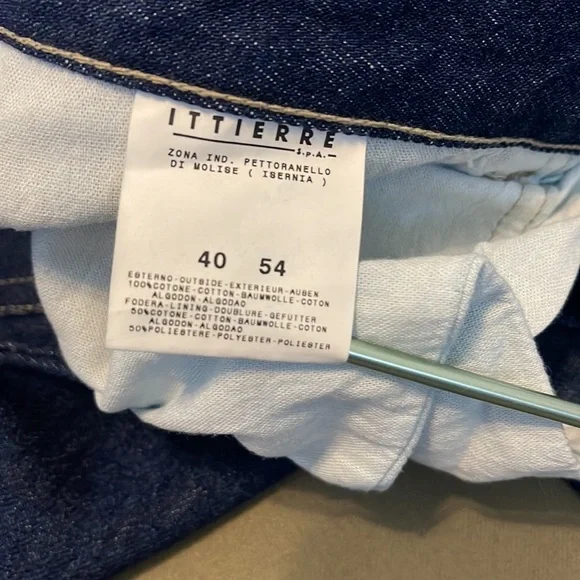 ITTIERRE
S.p.A.
ZONA IND. PETTORANELLO
DI MOLISE ( ISERNIA )
40 54
ESTERNO-OUTSIDE-EXTERIEUR-AUßEN
100%COTONE-COTTON-BAUMWOLLE-COTON
ALGODON-ALGODAO
FODERA-LINING-DOUBLURE-GEFUTTER
50%COTONE-COTTON-BAUMWOLLE-COTON
ALGODON-ALGODAO
50%POLIESTERE-POLYESTER-POLIESTER